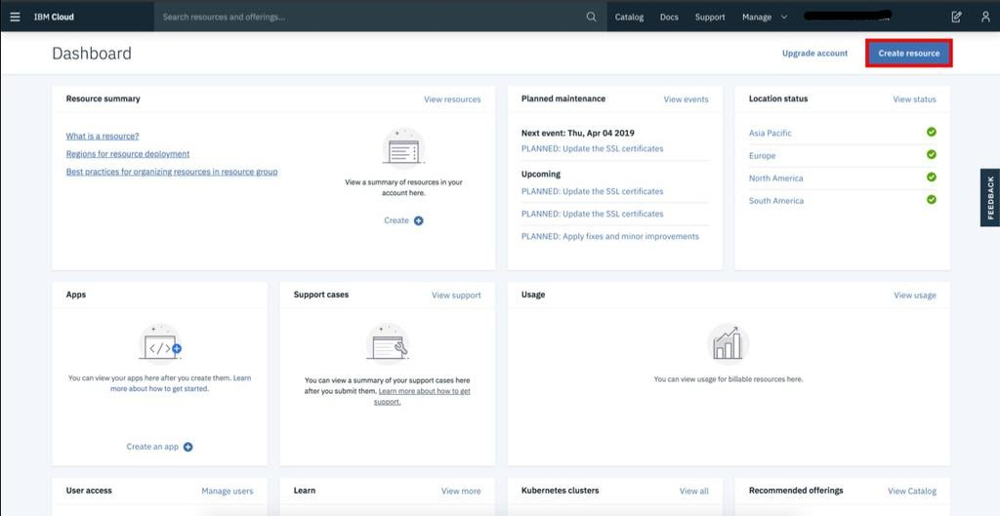 IBM Cloud
Search resources and offerings...
Catalog
Docs
Support
Manage
Dashboard
Upgrade account
Create resource
Resource summary
View resources
What is a resource?
Regions for resource deployment
Best practices for organizing resources in resource group
View a summary of resources in your
account here.
Create
Planned maintenance
View events
Next event: Thu, Apr 04 2019
PLANNED: Update the SSL certificates
Upcoming
PLANNED: Update the SSL certificates
PLANNED: Update the SSL certificates
PLANNED: Apply fixes and minor improvements
Location status
View status
Asia Pacific
Europe
North America
South America
FEEDBACK
Apps
</>
You can view your apps here after you create them. Learn
more about how to get started.
Create an app
Support cases
View support
You can view a summary of your support cases here
after you submit them. Learn more about how to get
support.
Usage
View usage
You can view usage for billable resources here.
User access
Manage users
Learn
View more
Kubernetes clusters
View all
Recommended offerings
View Catalog